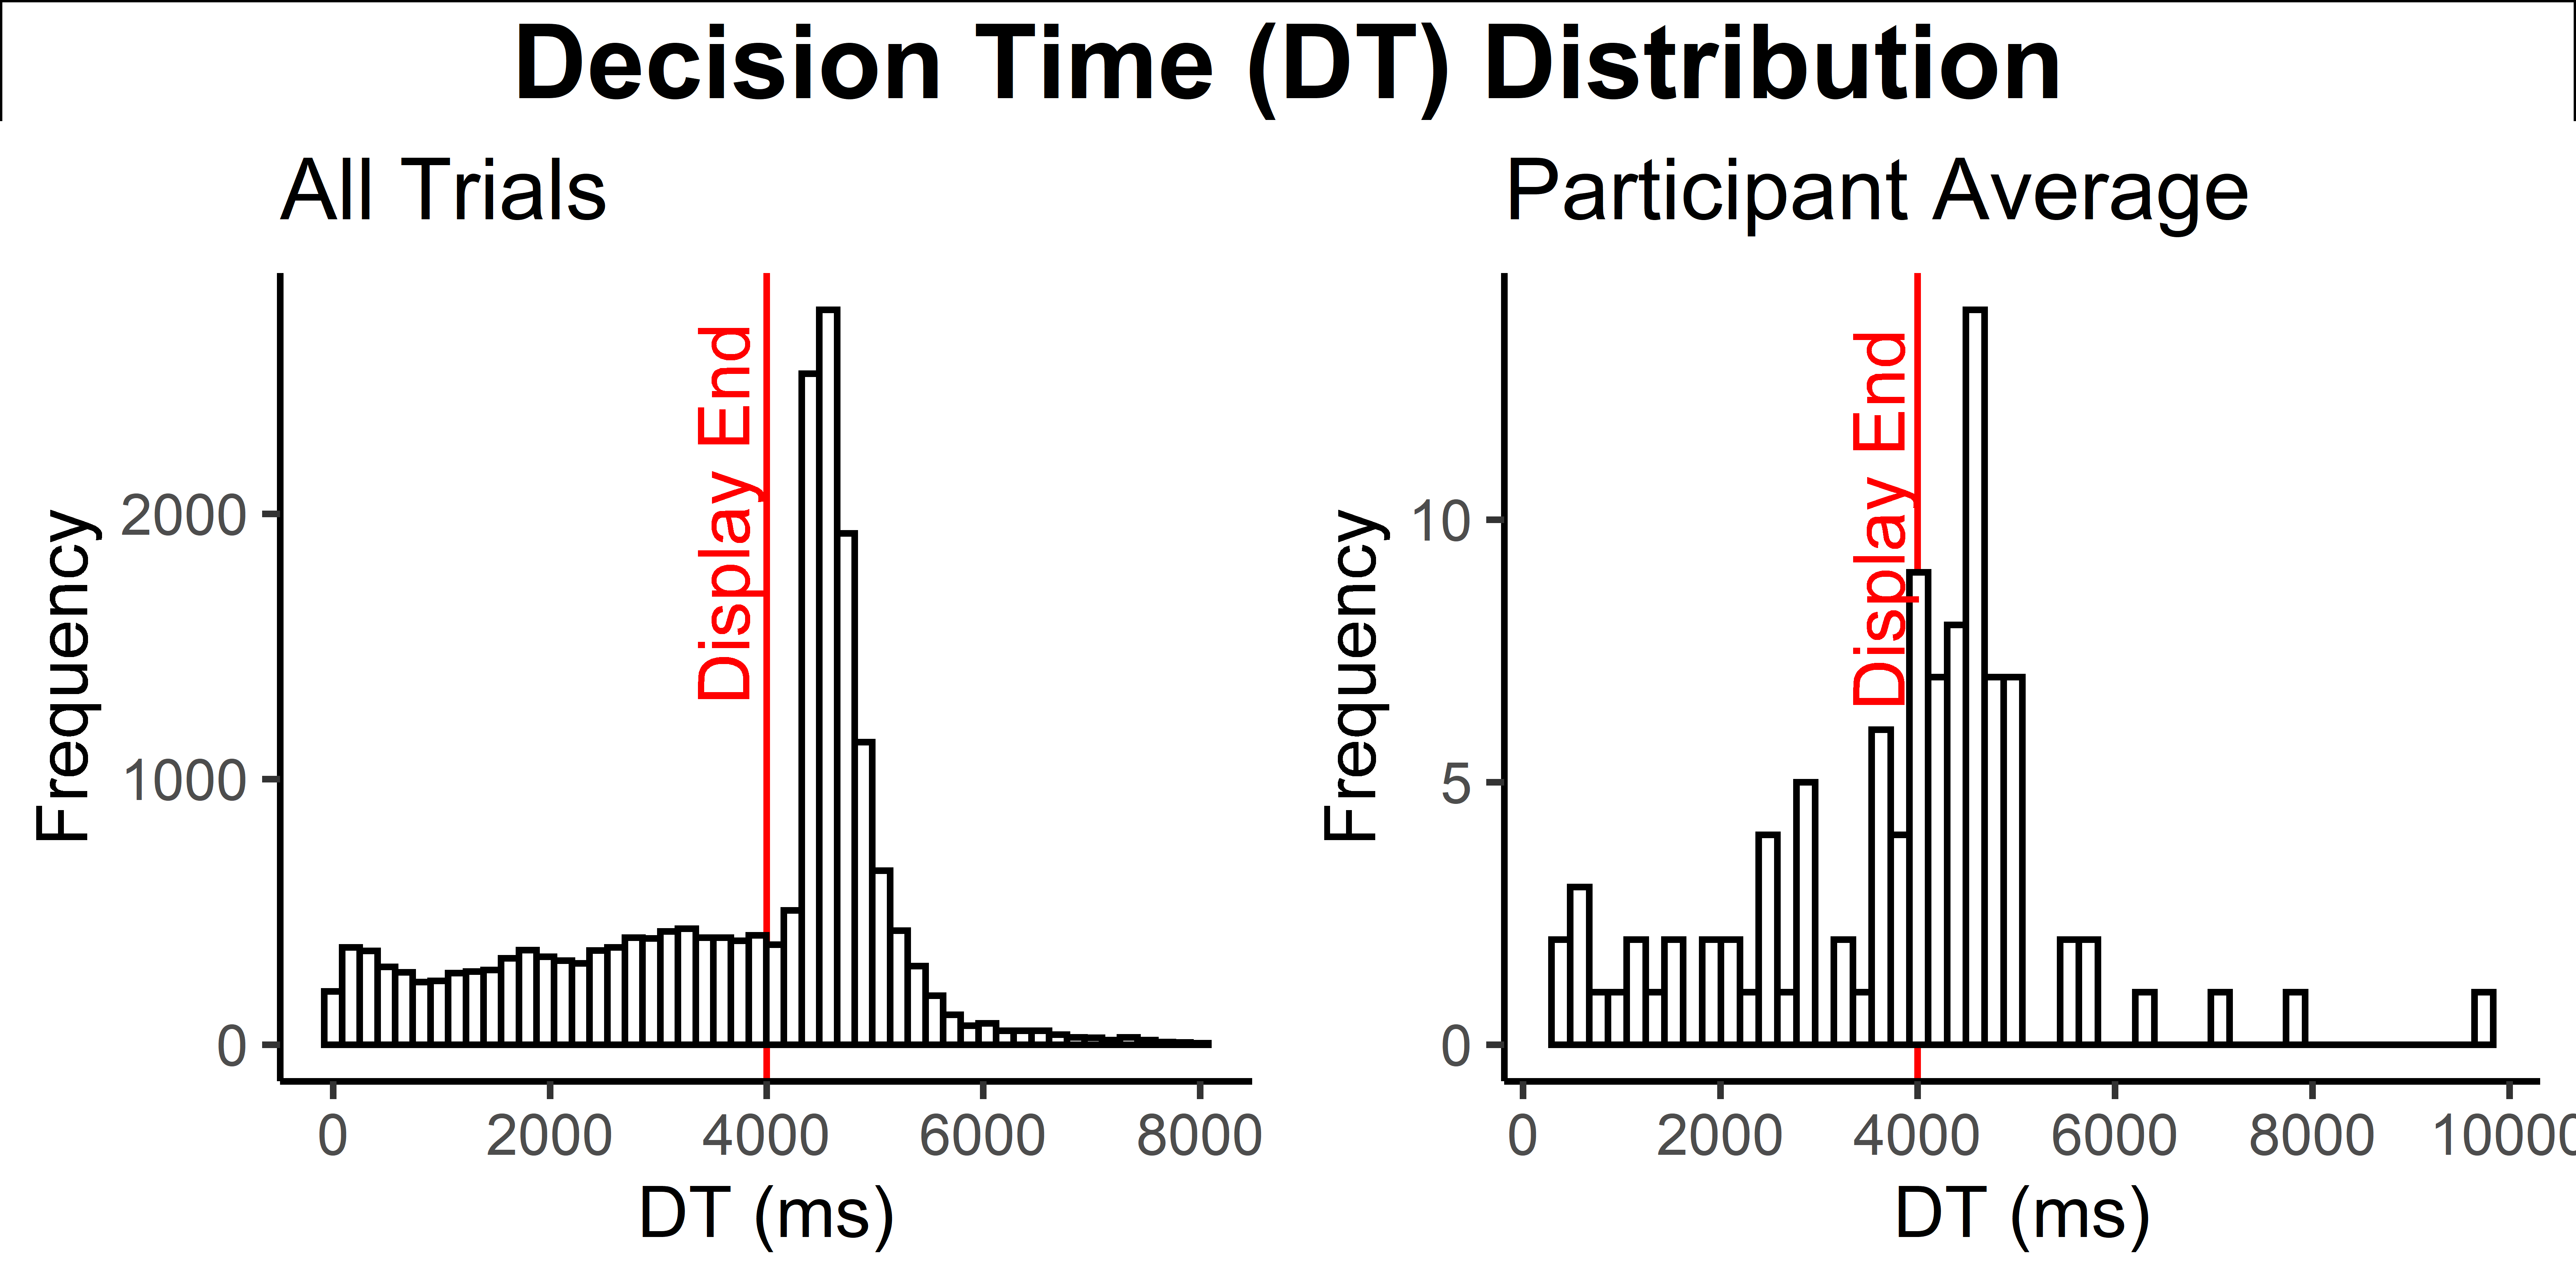 Decision Time (DT) Distribution
All Trials
Frequency
2000
1000
0
Display End
0 2000 4000 6000 8000
DT (ms)
Participant Average
Frequency
10
5
0
Display End
0 2000 4000 6000 8000 10000
DT (ms)